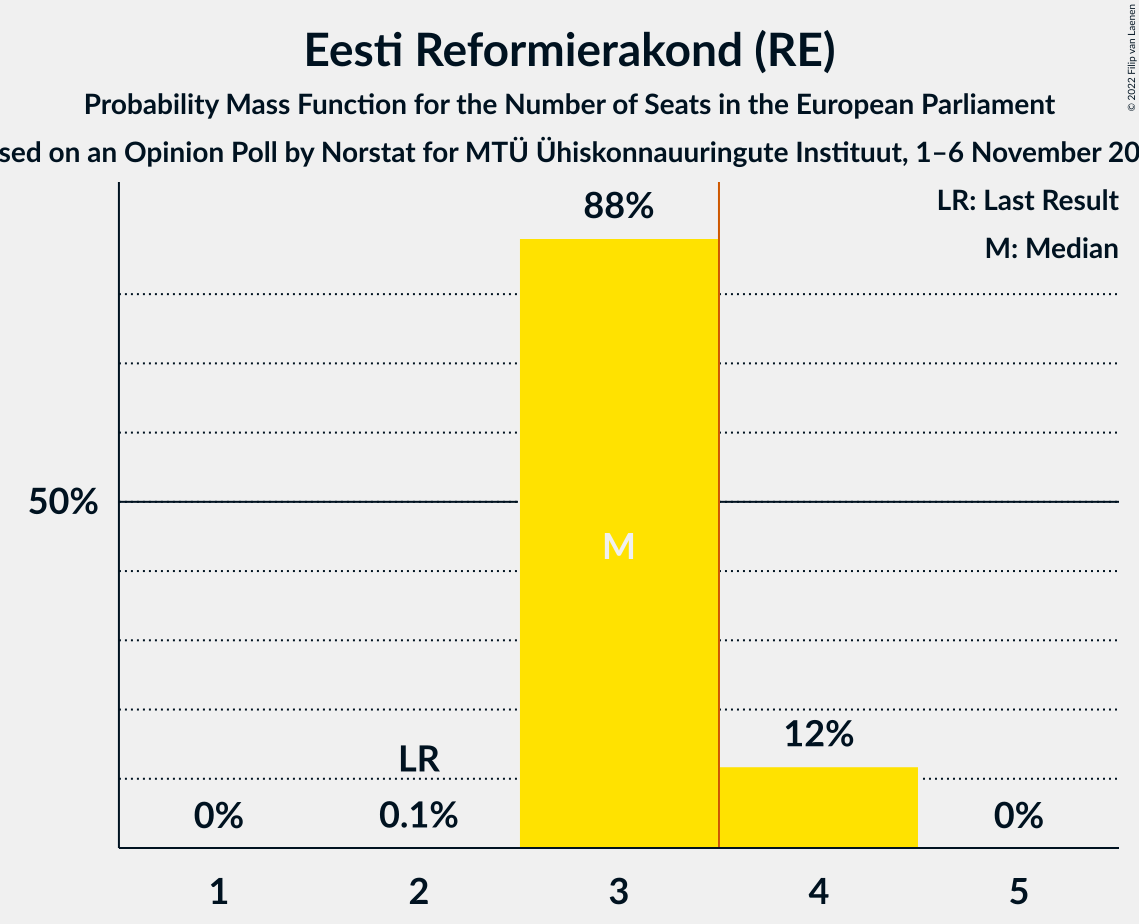 Eesti Reformierakond (RE)
Probability Mass Function for the Number of Seats in the European Parliament
sed on an Opinion Poll by Norstat for MTÜ Ühiskonnauuringute Instituut, 1–6 November 20
© 2022 Filip van Laenen
LR: Last Result
M: Median
88%
50%
M
12%
LR
0%
0.1%
0%
1
2
3
4
5